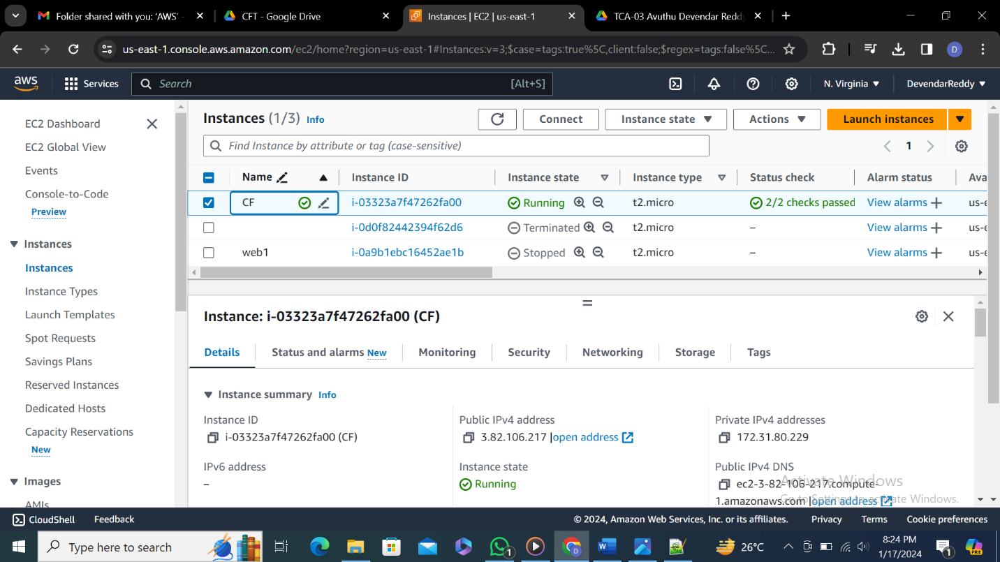 Folder shared with you: 'AWS' -
CFT - Google Drive
Instances | EC2 | us-east-1
TCA-03 Avuthu Devendar Reddy
us-east-1.console.aws.amazon.com/ec2/home?region=us-east-1#Instances:v=3;$case=tags:true%5C,client:false;$regex=tags:false%5C...
D
aws
Services
Search
[Alt+S]
N. Virginia
DevendarReddy
EC2 Dashboard
EC2 Global View
Events
Console-to-Code
Preview
Instances
Instances
Instance Types
Launch Templates
Spot Requests
Savings Plans
Reserved Instances
Dedicated Hosts
Capacity Reservations
New
Images
AMIs
Instances (1/3) Info
Connect
Instance state
Actions
Launch instances
Find Instance by attribute or tag (case-sensitive)
1
Name Instance ID Instance state Instance type Status check Alarm status Ava
CF i-03323a7f47262fa00 Running t2.micro 2/2 checks passed View alarms + us-e
i-0d0f82442394f62d6 Terminated t2.micro – View alarms + us-e
web1 i-0a9b1ebc16452ae1b Stopped t2.micro – View alarms + us-e
Instance: i-03323a7f47262fa00 (CF)
Details Status and alarms New Monitoring Security Networking Storage Tags
Instance summary Info
Instance ID
i-03323a7f47262fa00 (CF)
Public IPv4 address
3.82.106.217 |open address
Private IPv4 addresses
172.31.80.229
IPv6 address
–
Instance state
Running
Public IPv4 DNS
ec2-3-82-106-217.compute-
1.amazonaws.com |open address
Activate Windows
Go to Settings to activate Windows.
CloudShell Feedback
© 2024, Amazon Web Services, Inc. or its affiliates. Privacy Terms Cookie preferences
Type here to search
1
D
W
26°C
8:24 PM
1/17/2024
1
PRE